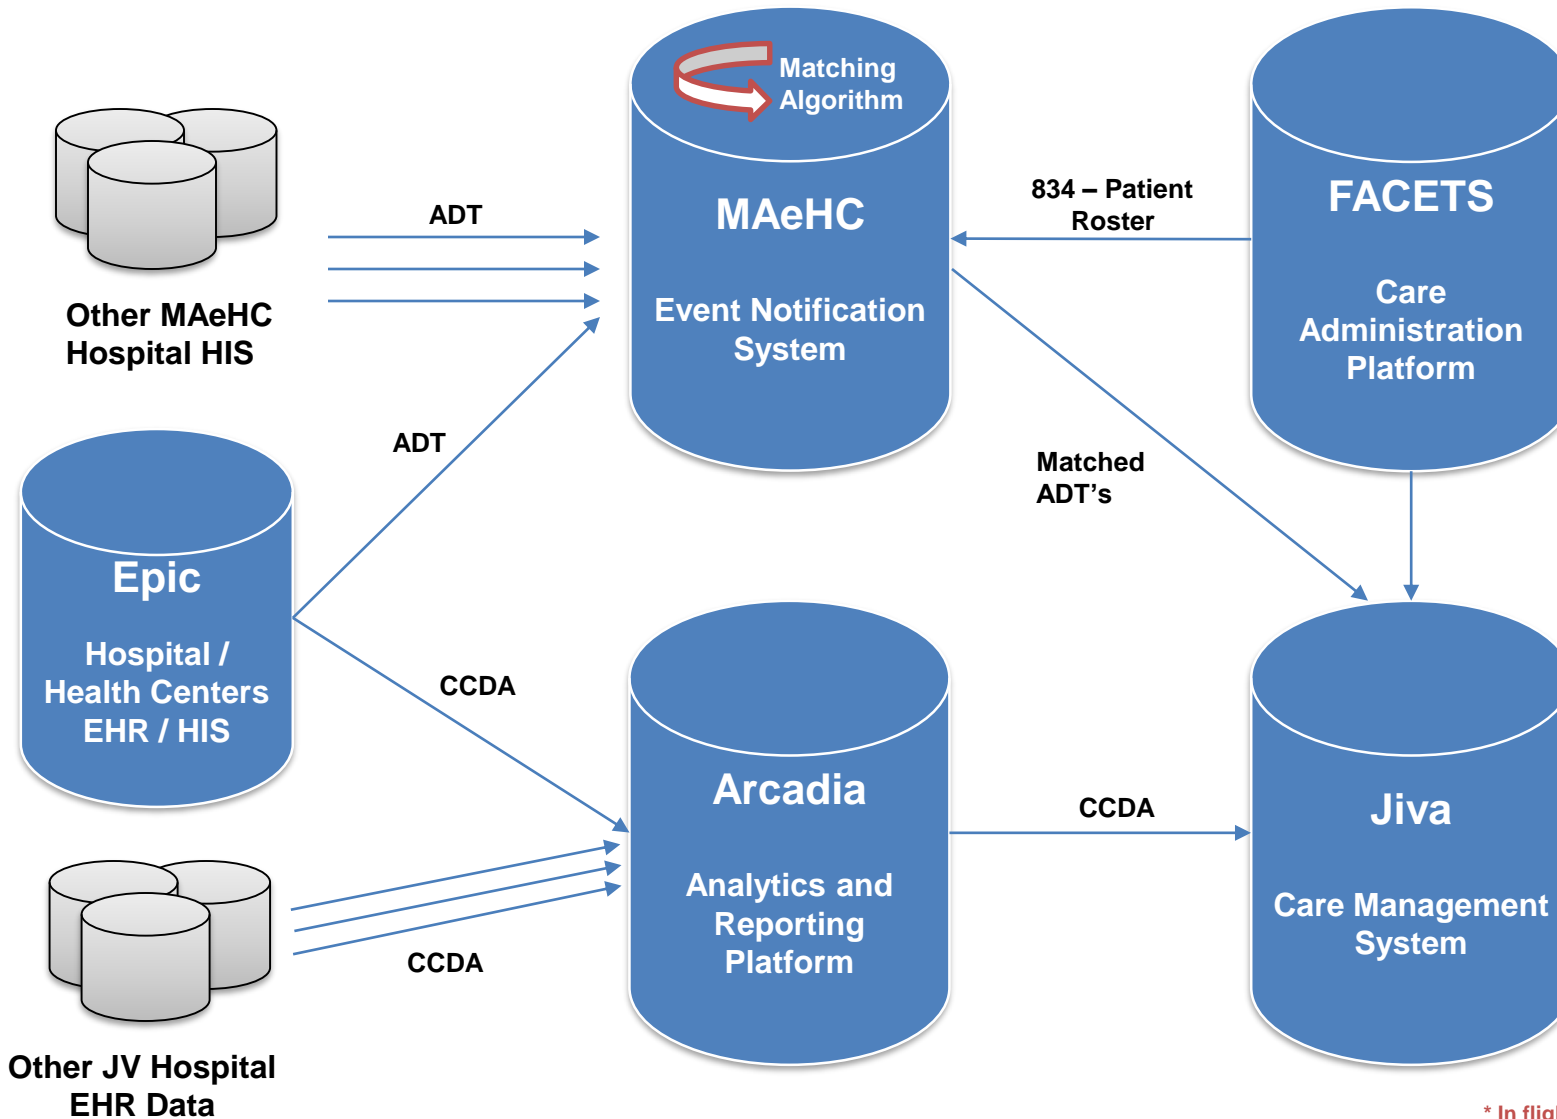 Matching
Algorithm
MAeHC
Event Notification
System
FACETS
Care
Administration
Platform
834 – Patient
Roster
ADT
Other MAeHC
Hospital HIS
ADT
Matched
ADT’s
Epic
Hospital /
Health Centers
EHR / HIS
CCDA
Arcadia
Analytics and
Reporting
Platform
CCDA
Jiva
Care Management
System
CCDA
Other JV Hospital
EHR Data
* In